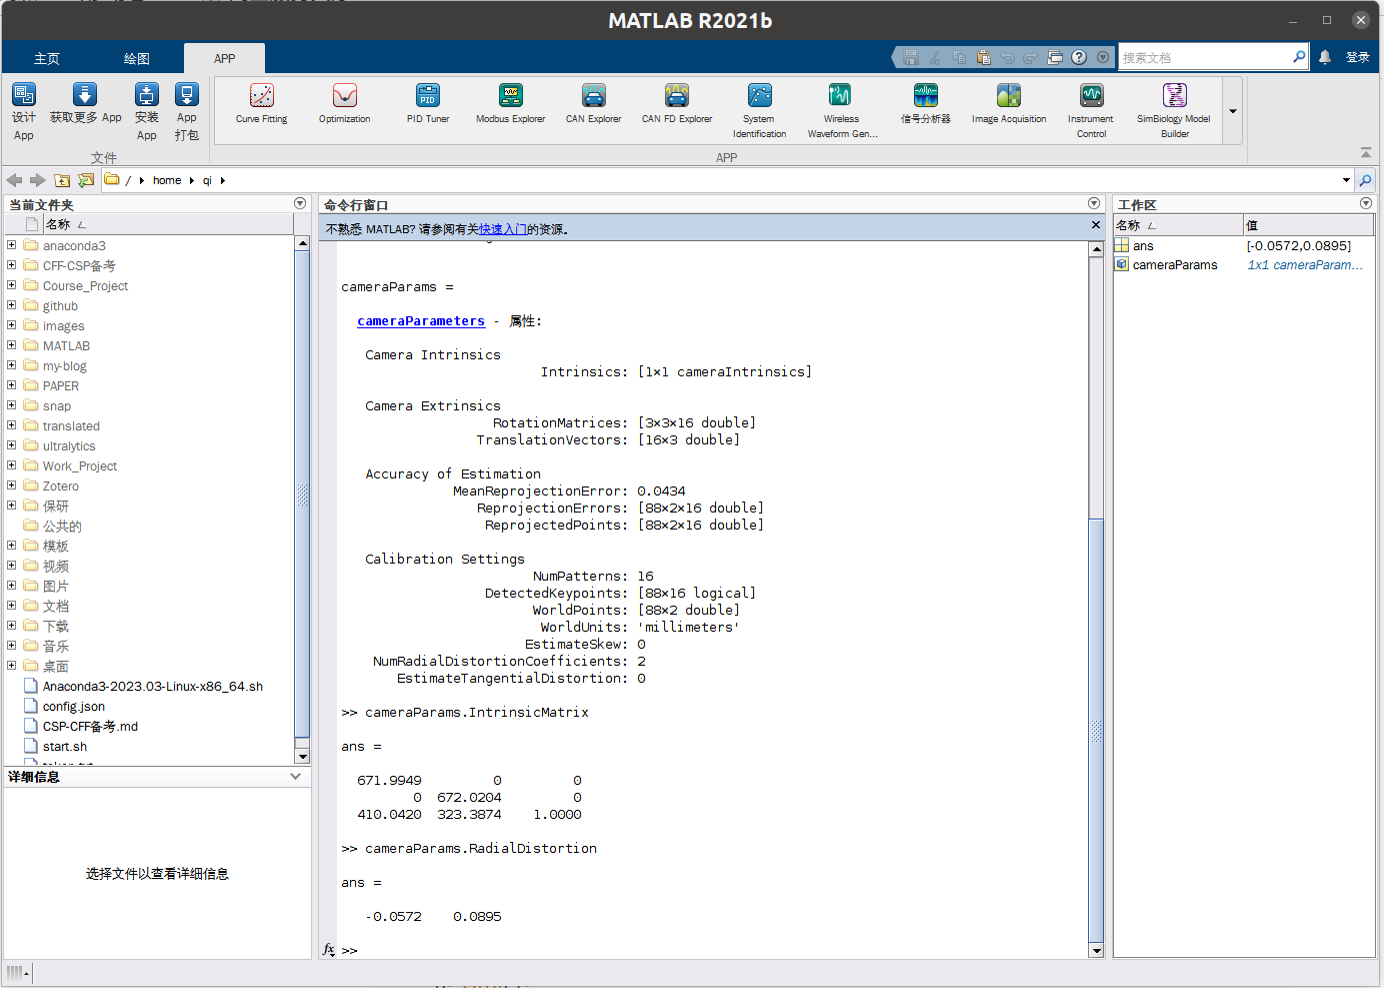 MATLAB R2021b
主页 绘图 APP
搜索文档 登录
设计 App
获取更多 App
安装 App
App 打包
Curve Fitting
Optimization
PID Tuner
Modbus Explorer
CAN Explorer
CAN FD Explorer
System Identification
Wireless Waveform Gen...
信号分析器
Image Acquisition
Instrument Control
SimBiology Model Builder
文件 APP
/ home qi
当前文件夹
名称
anaconda3
CFF-CSP备考
Course_Project
github
images
MATLAB
my-blog
PAPER
snap
translated
ultralytics
Work_Project
Zotero
保研
公共的
模板
视频
图片
文档
下载
音乐
桌面
Anaconda3-2023.03-Linux-x86_64.sh
config.json
CSP-CFF备考.md
start.sh
详细信息
选择文件以查看详细信息
命令行窗口
不熟悉 MATLAB? 请参阅有关快速入门的资源。
cameraParams =
cameraParameters - 属性:
Camera Intrinsics
Intrinsics: [1×1 cameraIntrinsics]
Camera Extrinsics
RotationMatrices: [3×3×16 double]
TranslationVectors: [16×3 double]
Accuracy of Estimation
MeanReprojectionError: 0.0434
ReprojectionErrors: [88×2×16 double]
ReprojectedPoints: [88×2×16 double]
Calibration Settings
NumPatterns: 16
DetectedKeypoints: [88×16 logical]
WorldPoints: [88×2 double]
WorldUnits: 'millimeters'
EstimateSkew: 0
NumRadialDistortionCoefficients: 2
EstimateTangentialDistortion: 0
>> cameraParams.IntrinsicMatrix
ans =
671.9949 0 0
0 672.0204 0
410.0420 323.3874 1.0000
>> cameraParams.RadialDistortion
ans =
-0.0572 0.0895
fx >>
工作区
名称 值
ans [-0.0572,0.0895]
cameraParams 1x1 cameraParam...